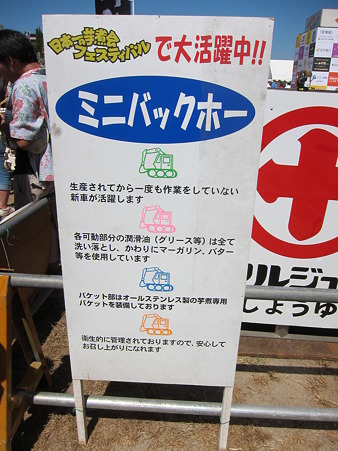 日本一芋煮会
フェスティバル で大活躍中!!
ミニバックホー
生産されてから一度も作業をしていない
新車が活躍します
各可動部分の潤滑油（グリース等）は全て
洗い落とし、かわりにマーガリン、バター
等を使用しています
バケット部はオールステンレス製の芋煮専用
バケットを装備しております
衛生的に管理されておりますので、安心して
お召し上がりになれます
リルジュ
しょうゆ